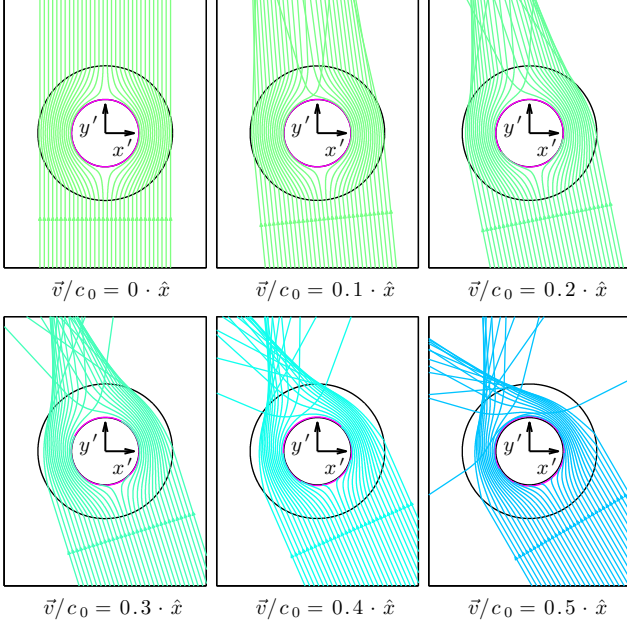 y′ y′ y′
x′ x′ x′
v⃗/c₀ = 0 · x̂ v⃗/c₀ = 0.1 · x̂ v⃗/c₀ = 0.2 · x̂
y′ y′ y′
x′ x′ x′
v⃗/c₀ = 0.3 · x̂ v⃗/c₀ = 0.4 · x̂ v⃗/c₀ = 0.5 · x̂